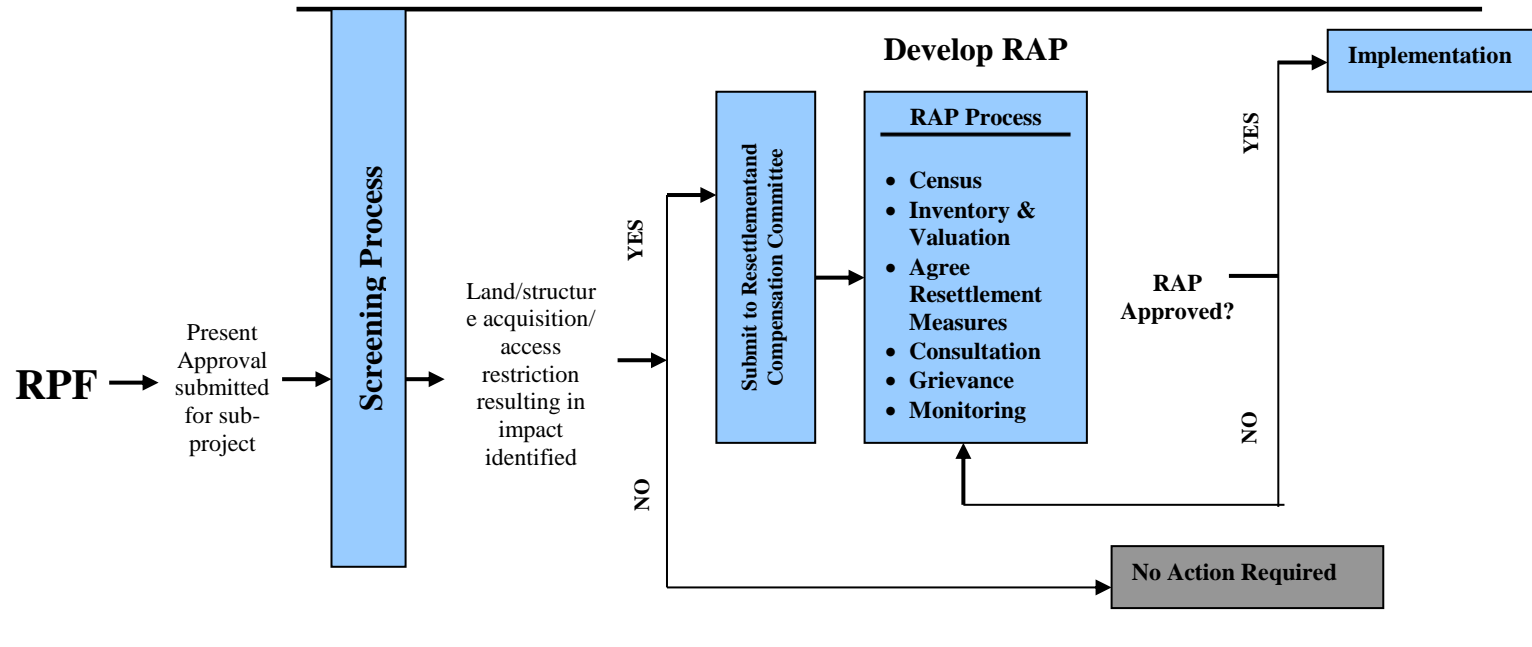 RPF
Present
Approval
submitted
for sub-
project
Screening Process
Land/structur
e acquisition/
access
restriction
resulting in
impact
identified
YES
NO
Submit to Resettlementand
Compensation Committee
Develop RAP
RAP Process
• Census
• Inventory &
Valuation
• Agree
Resettlement
Measures
• Consultation
• Grievance
• Monitoring
RAP
Approved?
YES
NO
Implementation
No Action Required